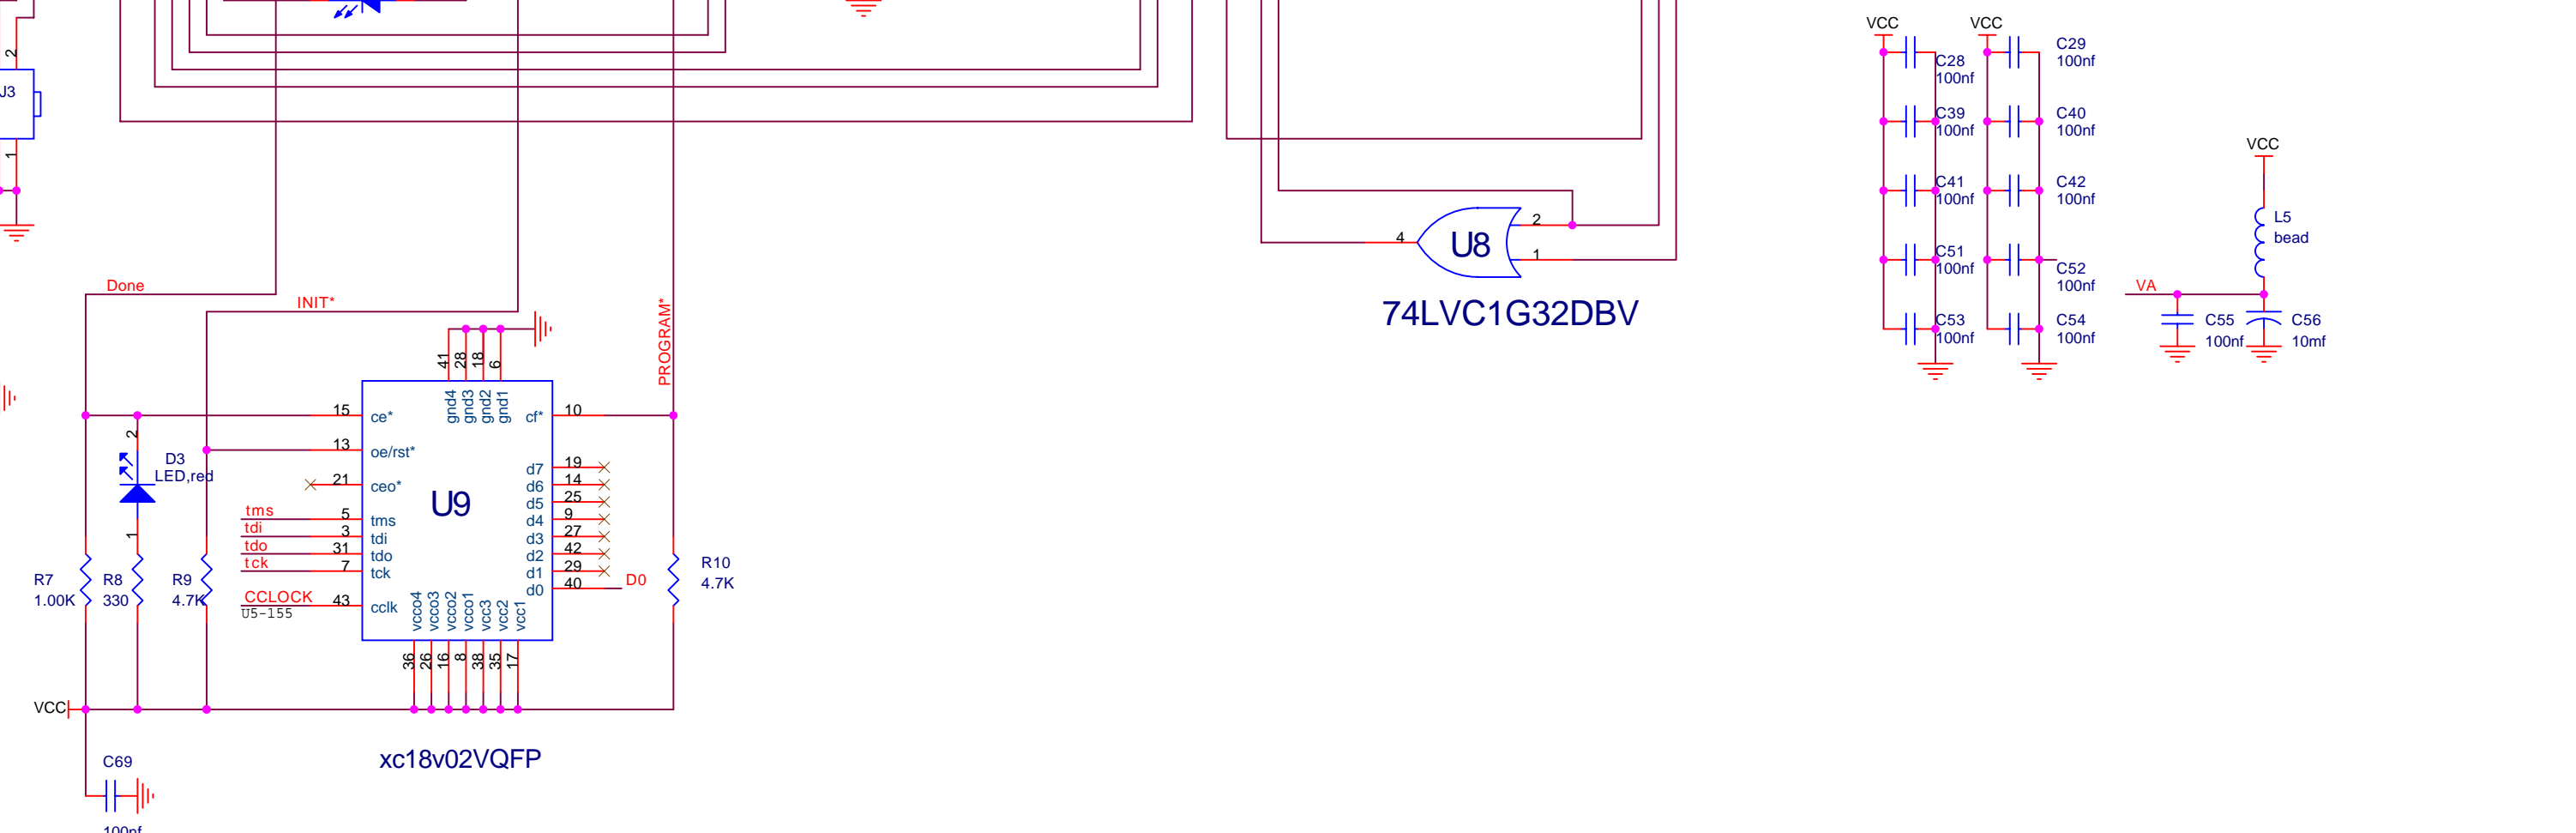 2
J3
1
Done
INIT*
PROGRAM*
41
28
18
6
gnd4
gnd3
gnd2
gnd1
15
ce*
cf*
10
13
oe/rst*
21
ceo*
2
D3
LED,red
1
U9
d7
19
d6
14
d5
25
d4
9
d3
27
d2
42
d1
29
d0
40
D0
tms
5
tms
tdi
3
tdi
tdo
31
tdo
tck
7
tck
CCLOCK
43
cclk
U5-155
R7
1.00K
R8
330
R9
4.7K
R10
4.7K
vcco4
vcco3
vcco2
vcco1
vcc3
vcc2
vcc1
36
26
16
8
38
35
17
VCC
xc18v02VQFP
C69
100nf
4
U8
2
1
74LVC1G32DBV
VCC
VCC
C28
100nf
C29
100nf
C39
100nf
C40
100nf
C41
100nf
C42
100nf
C51
100nf
C52
100nf
C53
100nf
C54
100nf
VCC
L5
bead
VA
C55
100nf
C56
10mf